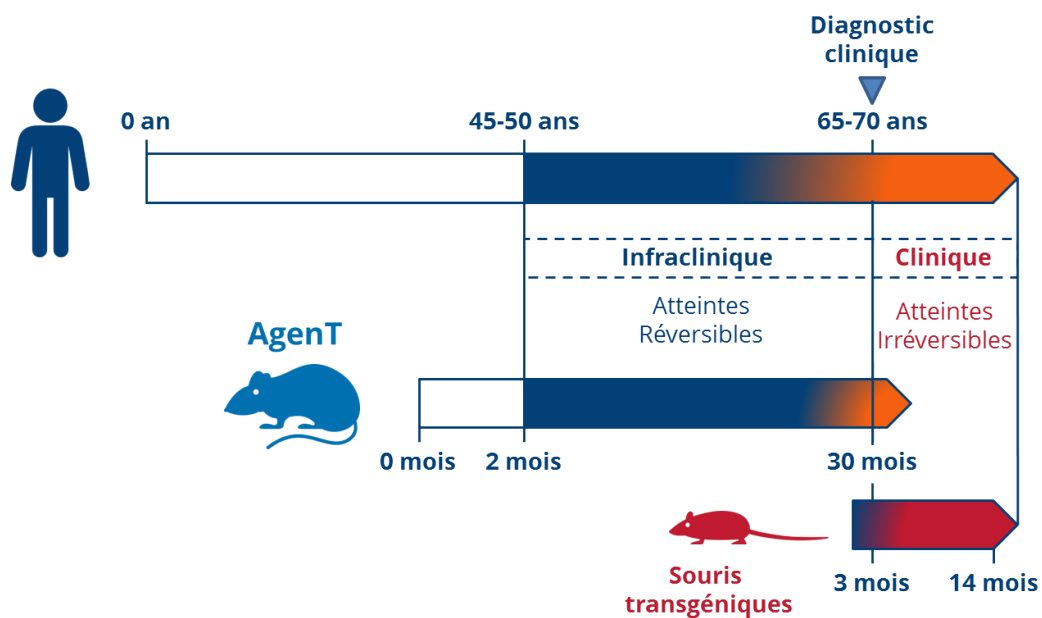 Diagnostic
clinique
0 an
45-50 ans
65-70 ans
Infraclinique
Clinique
Atteintes
Réversibles
Atteintes
Irréversibles
AgenT
0 mois
2 mois
30 mois
Souris
transgéniques
3 mois
14 mois